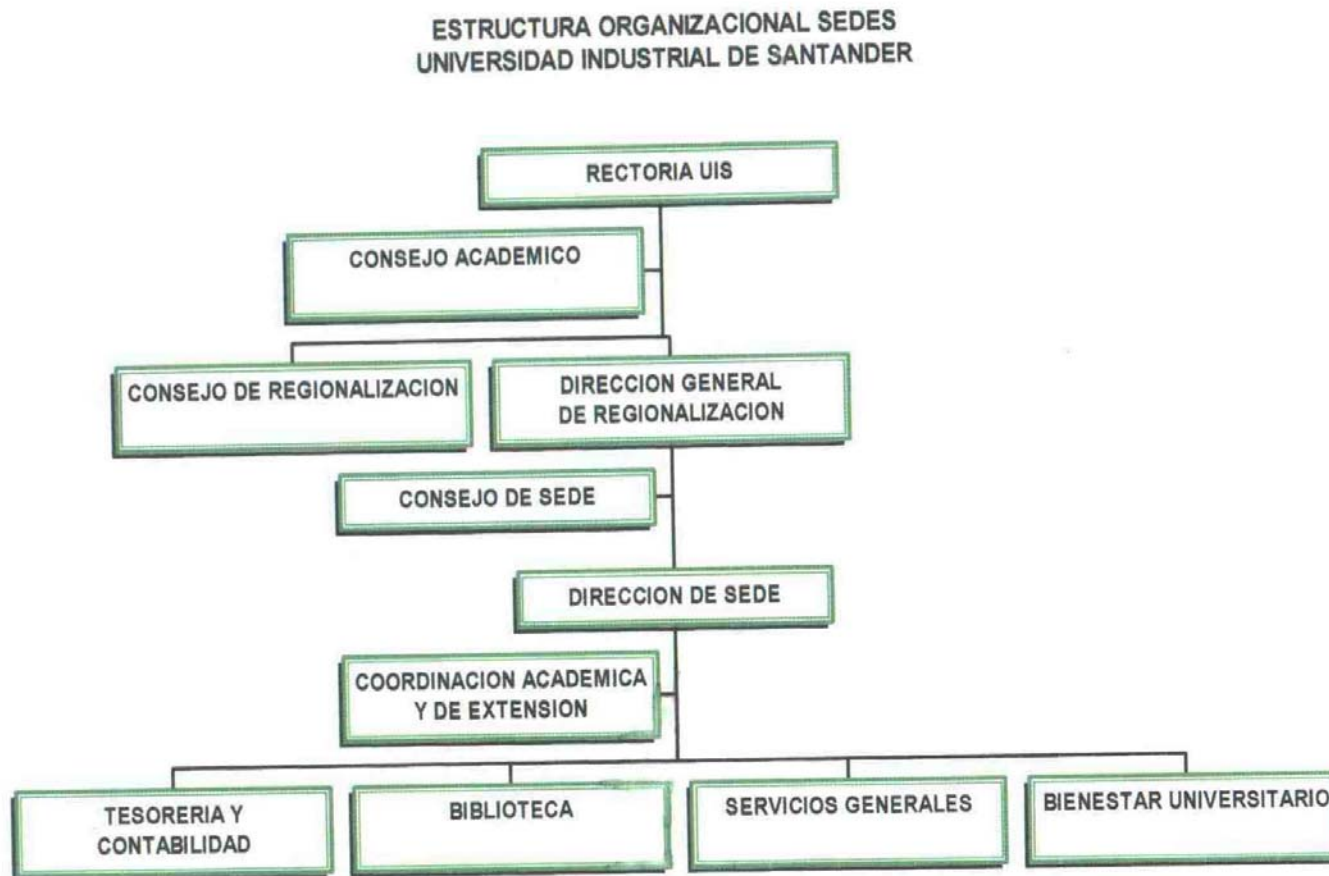 ESTRUCTURA ORGANIZACIONAL SEDES
UNIVERSIDAD INDUSTRIAL DE SANTANDER
RECTORIA UIS
CONSEJO ACADEMICO
CONSEJO DE REGIONALIZACION
DIRECCION GENERAL
DE REGIONALIZACION
CONSEJO DE SEDE
DIRECCION DE SEDE
COORDINACION ACADEMICA
Y DE EXTENSION
TESORERIA Y
CONTABILIDAD
BIBLIOTECA
SERVICIOS GENERALES
BIENESTAR UNIVERSITARIO